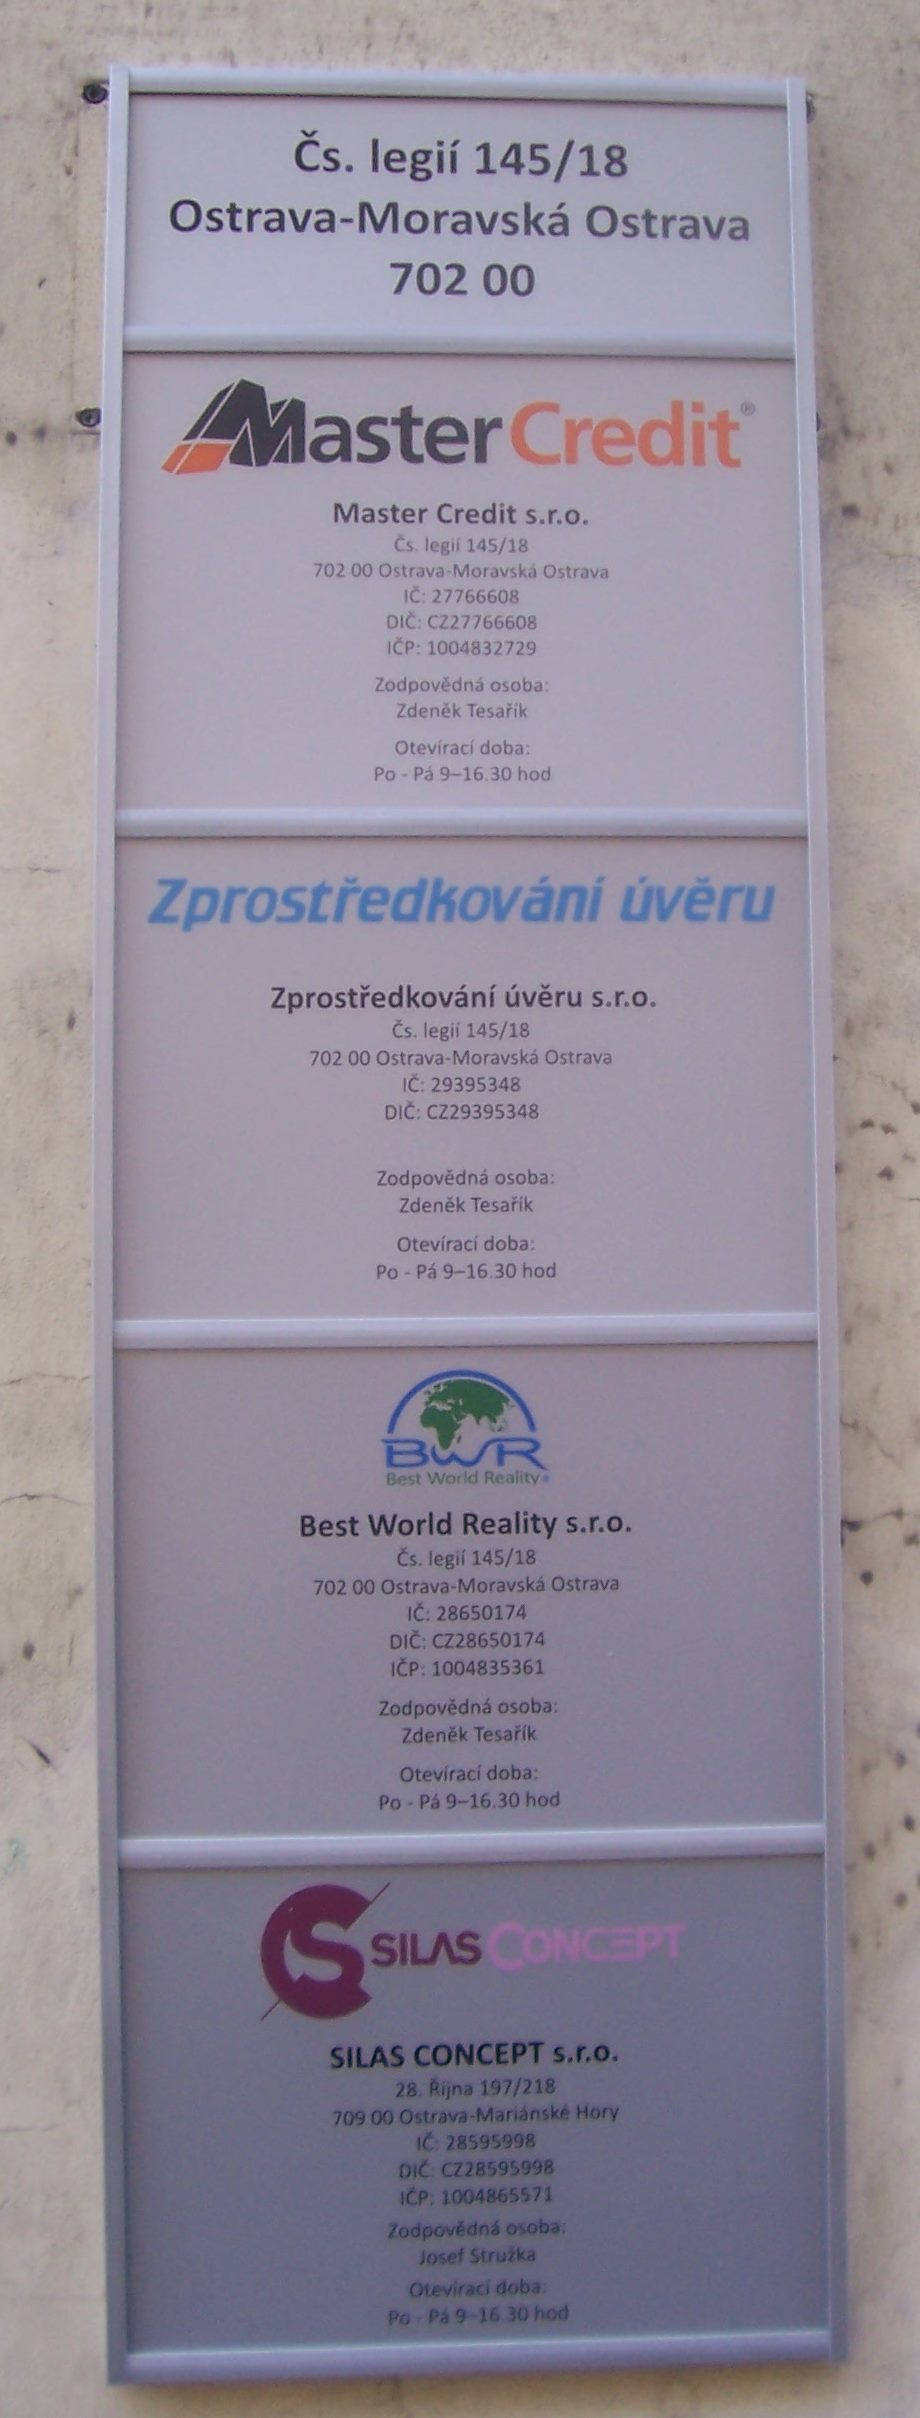 Čs. legií 145/18
Ostrava-Moravská Ostrava
702 00
Master Credit®
Master Credit s.r.o.
Čs. legií 145/18
702 00 Ostrava-Moravská Ostrava
IČ: 27766608
DIČ: CZ27766608
IČP: 1004832729
Zodpovědná osoba:
Zdeněk Tesařík
Otevírací doba:
Po - Pá 9–16.30 hod
Zprostředkování úvěru
Zprostředkování úvěru s.r.o.
Čs. legií 145/18
702 00 Ostrava-Moravská Ostrava
IČ: 29395348
DIČ: CZ29395348
Zodpovědná osoba:
Zdeněk Tesařík
Otevírací doba:
Po - Pá 9–16.30 hod
BWR
Best World Reality®
Best World Reality s.r.o.
Čs. legií 145/18
702 00 Ostrava-Moravská Ostrava
IČ: 28650174
DIČ: CZ28650174
IČP: 1004835361
Zodpovědná osoba:
Zdeněk Tesařík
Otevírací doba:
Po - Pá 9–16.30 hod
SILAS CONCEPT
SILAS CONCEPT s.r.o.
28. Října 197/218
709 00 Ostrava-Mariánské Hory
IČ: 28595998
DIČ: CZ28595998
IČP: 1004865571
Zodpovědná osoba:
Josef Stružka
Otevírací doba:
Po - Pá 9–16.30 hod